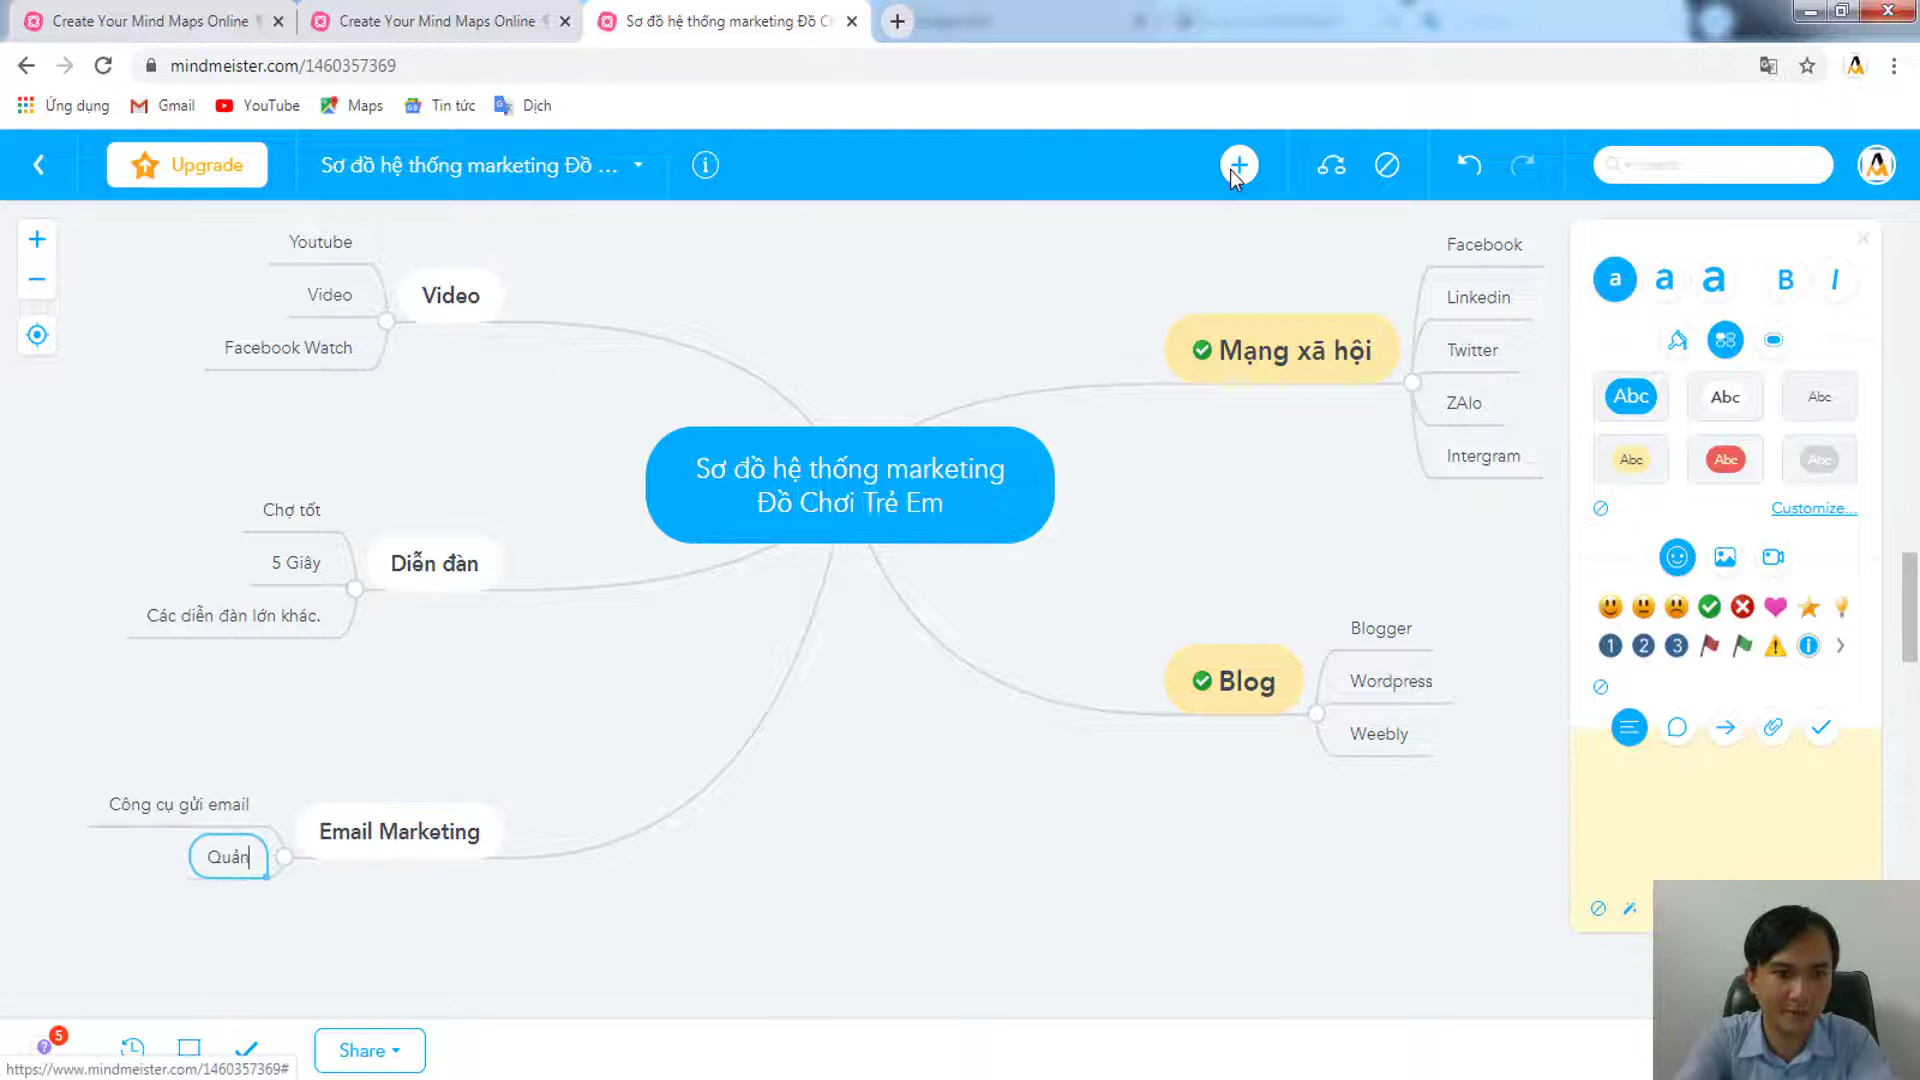 Create Your Mind Maps Online
Create Your Mind Maps Online
Sơ đồ hệ thống marketing Đồ Ch
mindmeister.com/1460357369
Ứng dụng
Gmail
YouTube
Maps
Tin tức
Dịch
Upgrade
Sơ đồ hệ thống marketing Đồ ...
Youtube
Video
Facebook Watch
Video
Facebook
Linkedin
Twitter
ZAlo
Intergram
Mạng xã hội
Sơ đồ hệ thống marketing
Đồ Chơi Trẻ Em
Chợ tốt
5 Giây
Các diễn đàn lớn khác.
Diễn đàn
Blogger
Wordpress
Weebly
Blog
Công cụ gửi email
Quản
Email Marketing
a a a B I
Abc Abc Abc
Abc Abc Abc
Customize...
1 2 3
5
Share
https://www.mindmeister.com/1460357369#